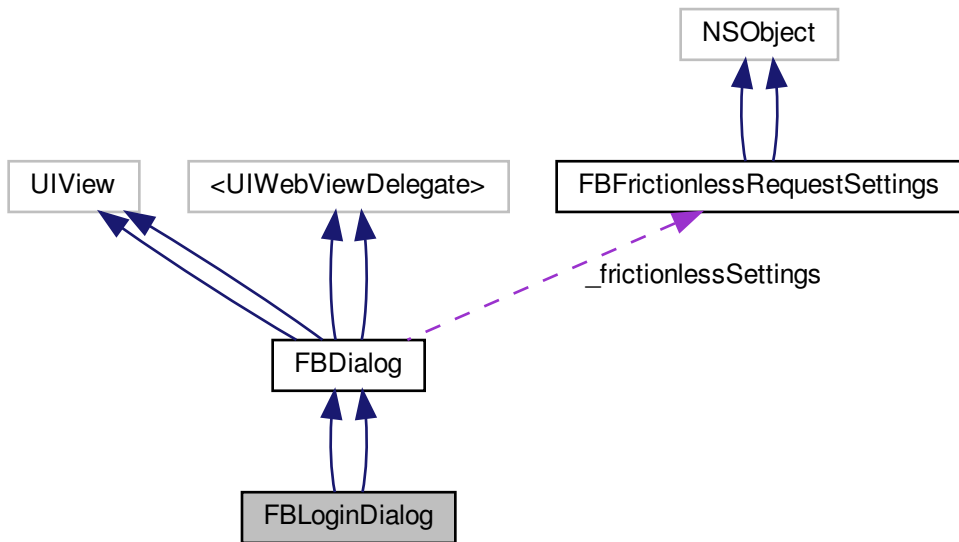 NSObject
UIView
<UIWebViewDelegate>
FBFrictionlessRequestSettings
_frictionlessSettings
FBDialog
FBLoginDialog